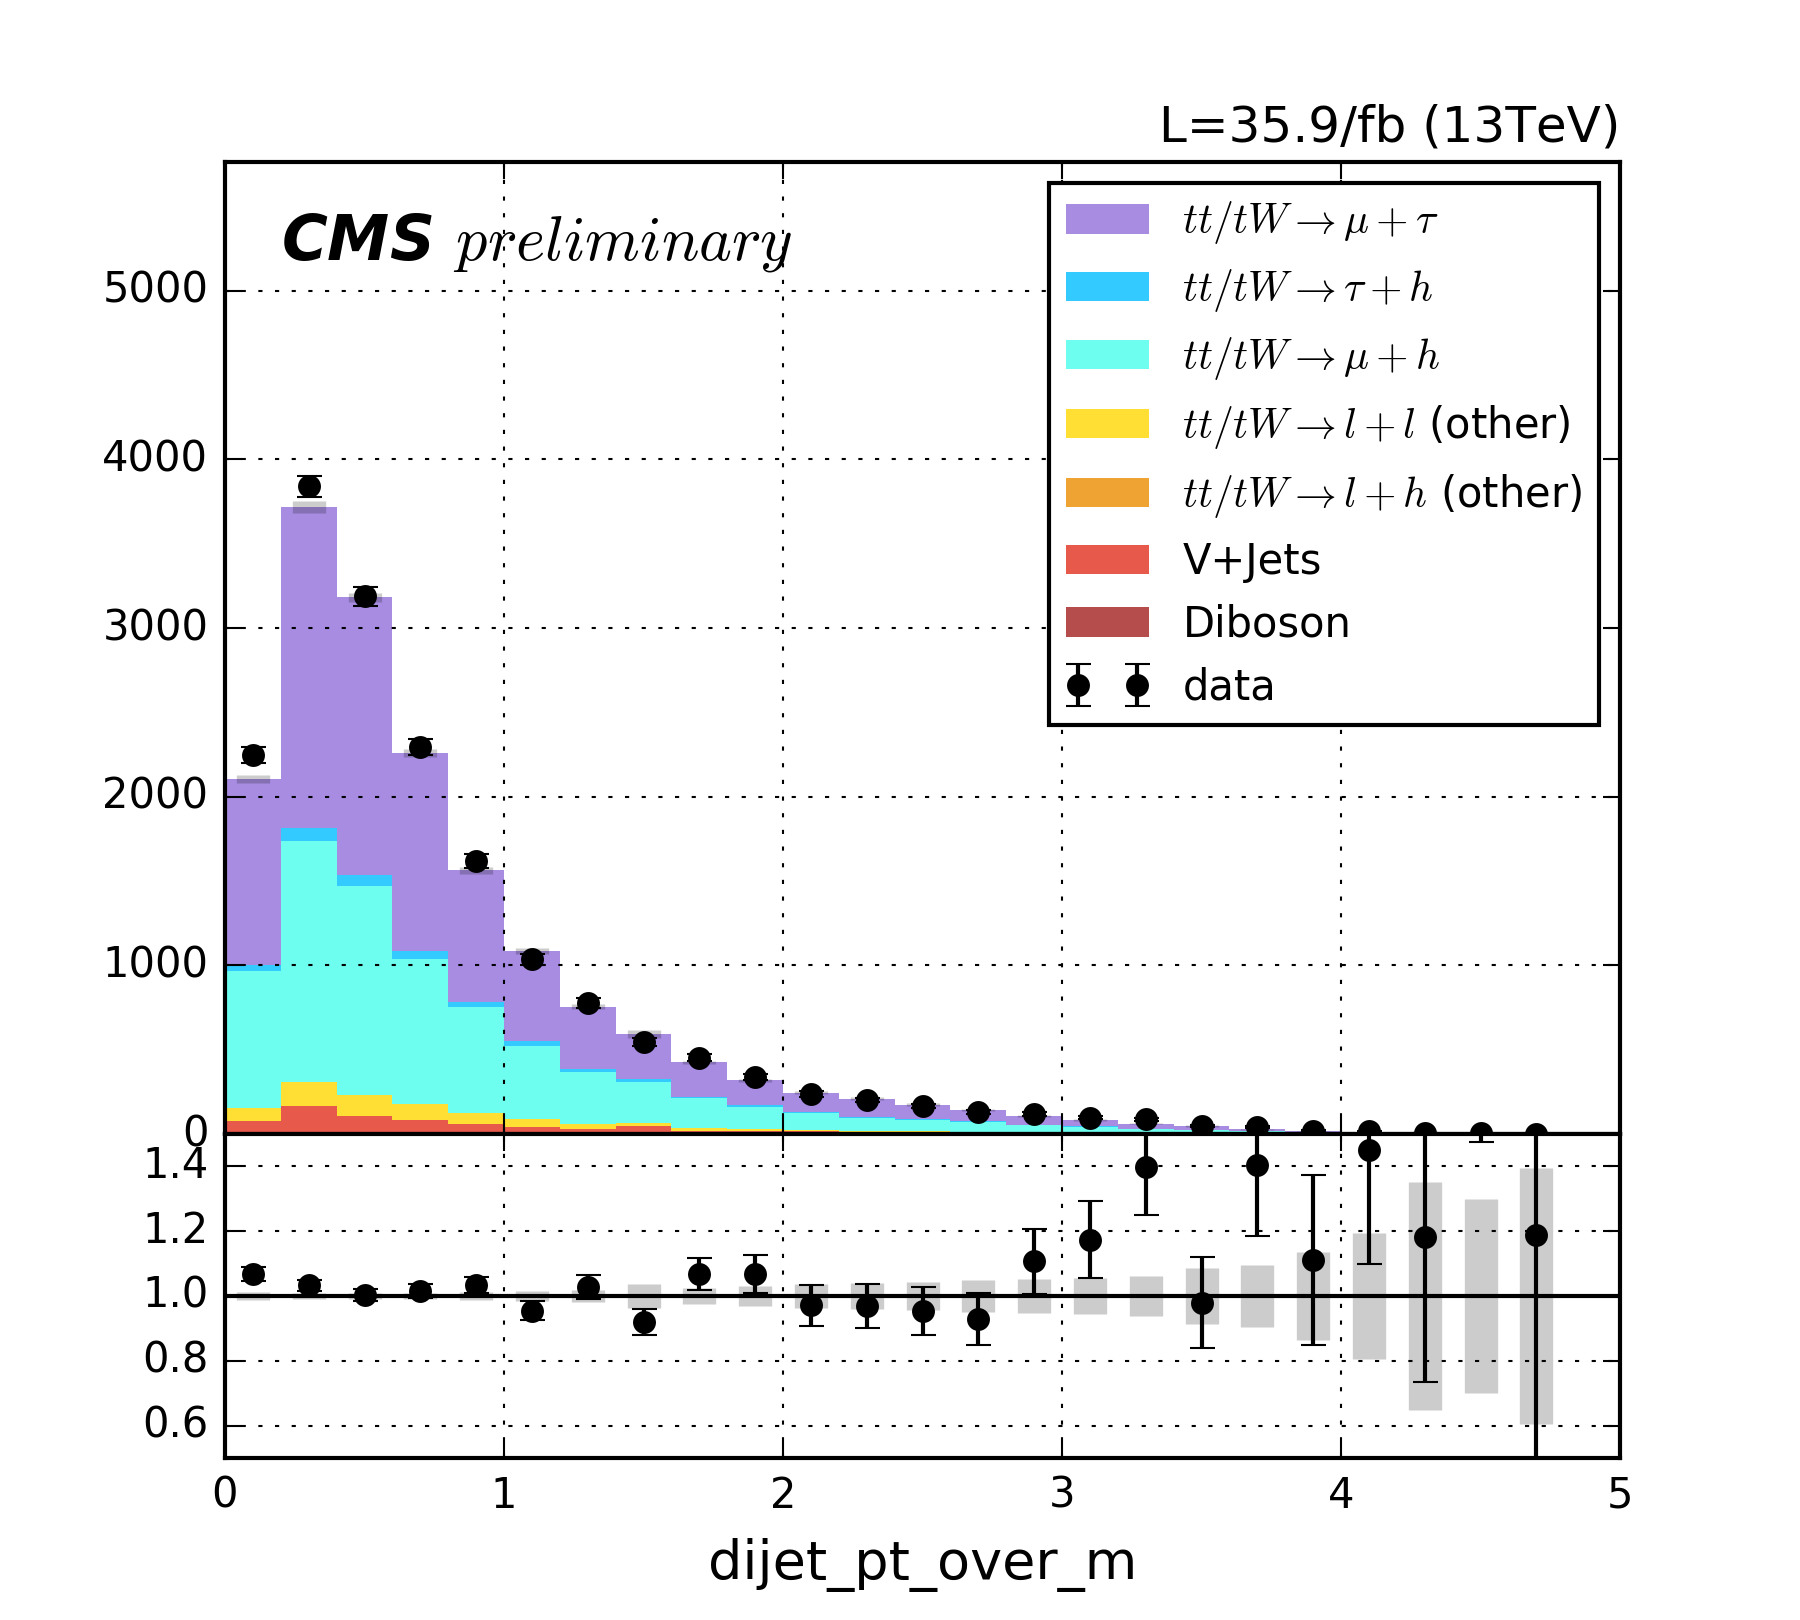 L=35.9/fb (13TeV)
CMS preliminary
tt/tW → μ + τ
tt/tW → τ + h
tt/tW → μ + h
tt/tW → l + l (other)
tt/tW → l + h (other)
V+Jets
Diboson
data
5000
4000
3000
2000
1000
0
1.4
1.2
1.0
0.8
0.6
0 1 2 3 4 5
dijet_pt_over_m